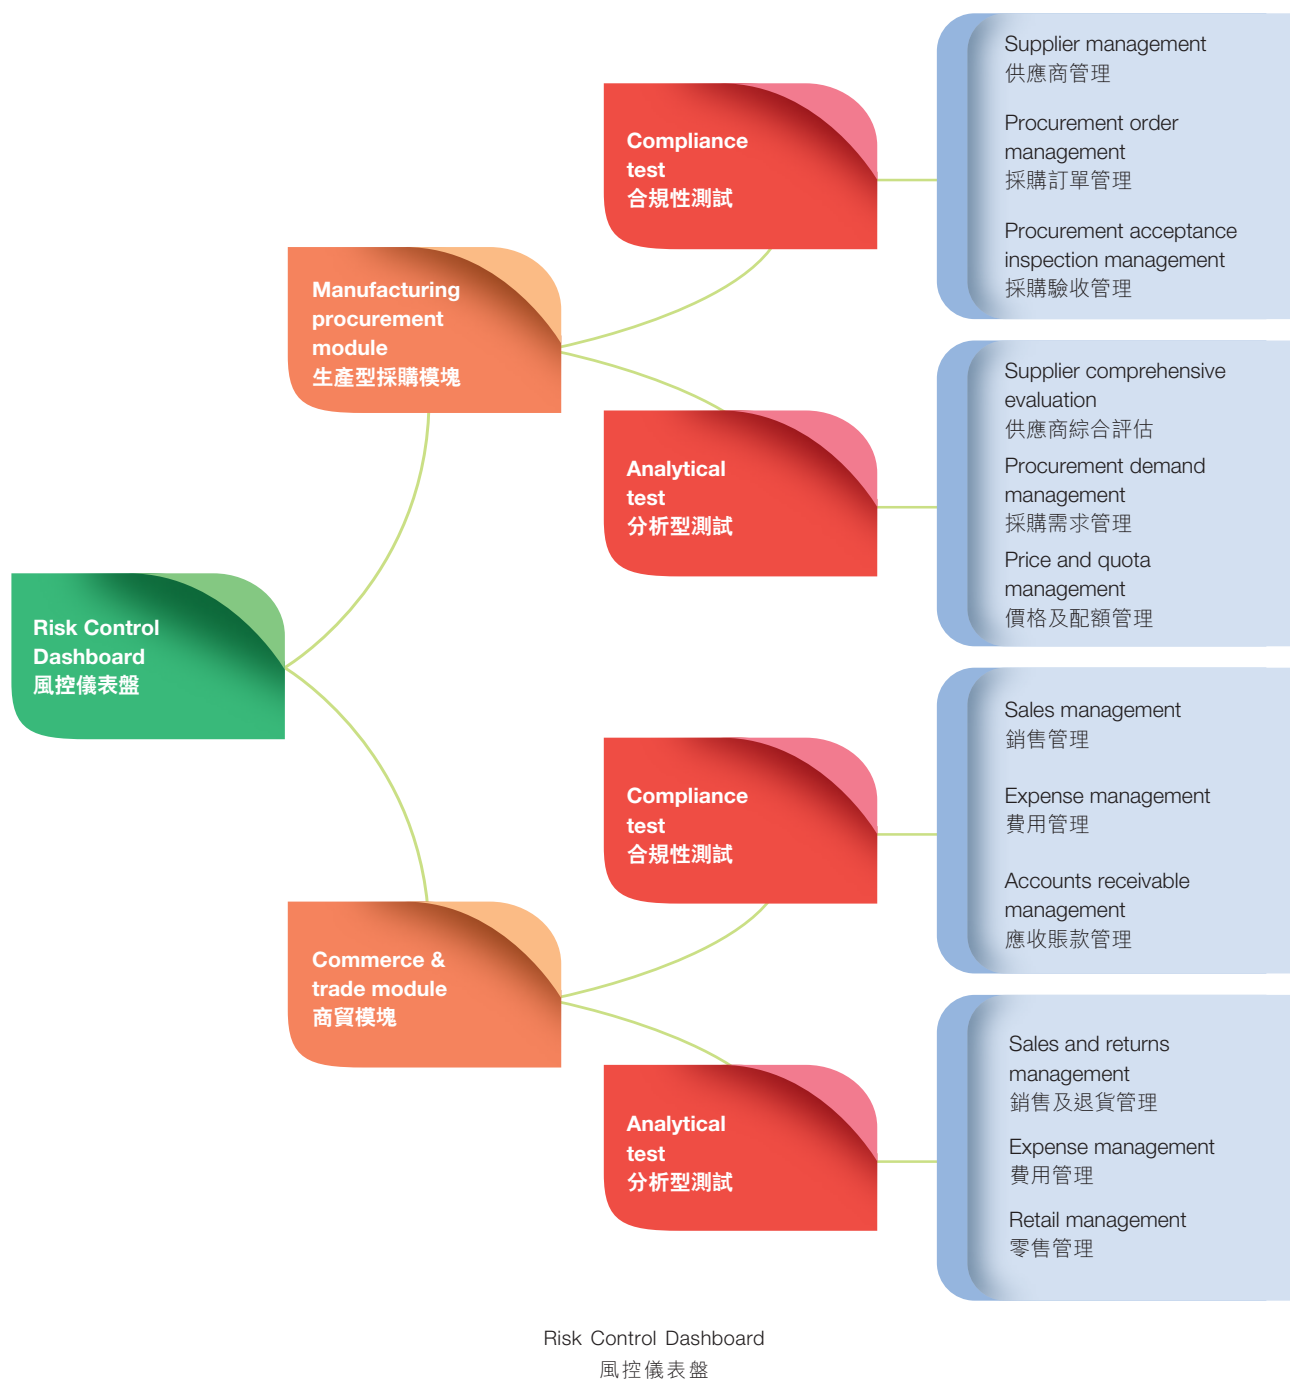 Risk Control
Dashboard
風控儀表盤
Manufacturing
procurement
module
生產型採購模塊
Compliance
test
合規性測試
Supplier management
供應商管理
Procurement order
management
採購訂單管理
Procurement acceptance
inspection management
採購驗收管理
Analytical
test
分析型測試
Supplier comprehensive
evaluation
供應商綜合評估
Procurement demand
management
採購需求管理
Price and quota
management
價格及配額管理
Commerce &
trade module
商貿模塊
Compliance
test
合規性測試
Sales management
銷售管理
Expense management
費用管理
Accounts receivable
management
應收賬款管理
Analytical
test
分析型測試
Sales and returns
management
銷售及退貨管理
Expense management
費用管理
Retail management
零售管理
Risk Control Dashboard
風控儀表盤